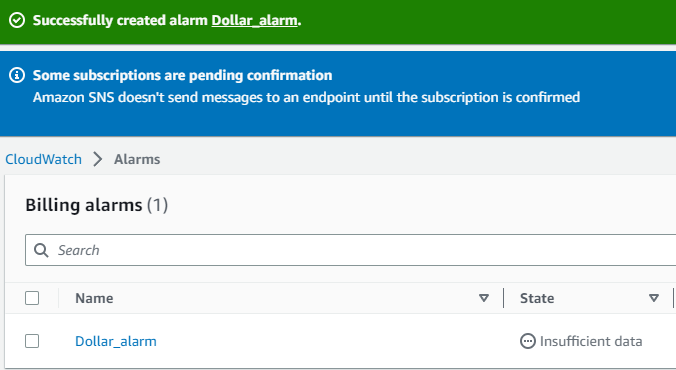 Successfully created alarm Dollar_alarm.
Some subscriptions are pending confirmation
Amazon SNS doesn't send messages to an endpoint until the subscription is confirmed
CloudWatch > Alarms
Billing alarms (1)
Search
Name State
Dollar_alarm Insufficient data